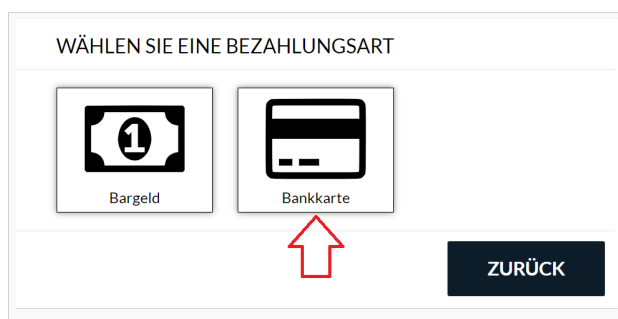 WÄHLEN SIE EINE BEZAHLUNGSART
1
Bargeld
Bankkarte
ZURÜCK